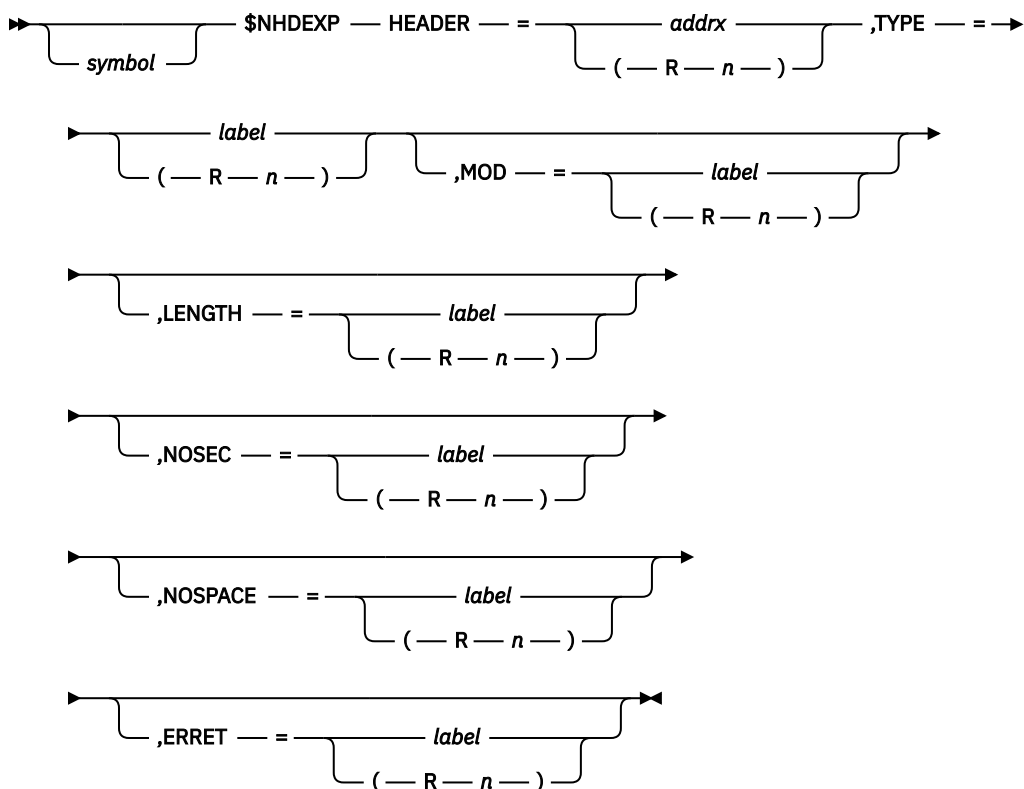 $NHDEXP HEADER = addrx ,TYPE =
symbol ( R n )
label
( R n ) ,MOD = label
( R n )
,LENGTH = label
( R n )
,NOSEC = label
( R n )
,NOSPACE = label
( R n )
,ERRET = label
( R n )